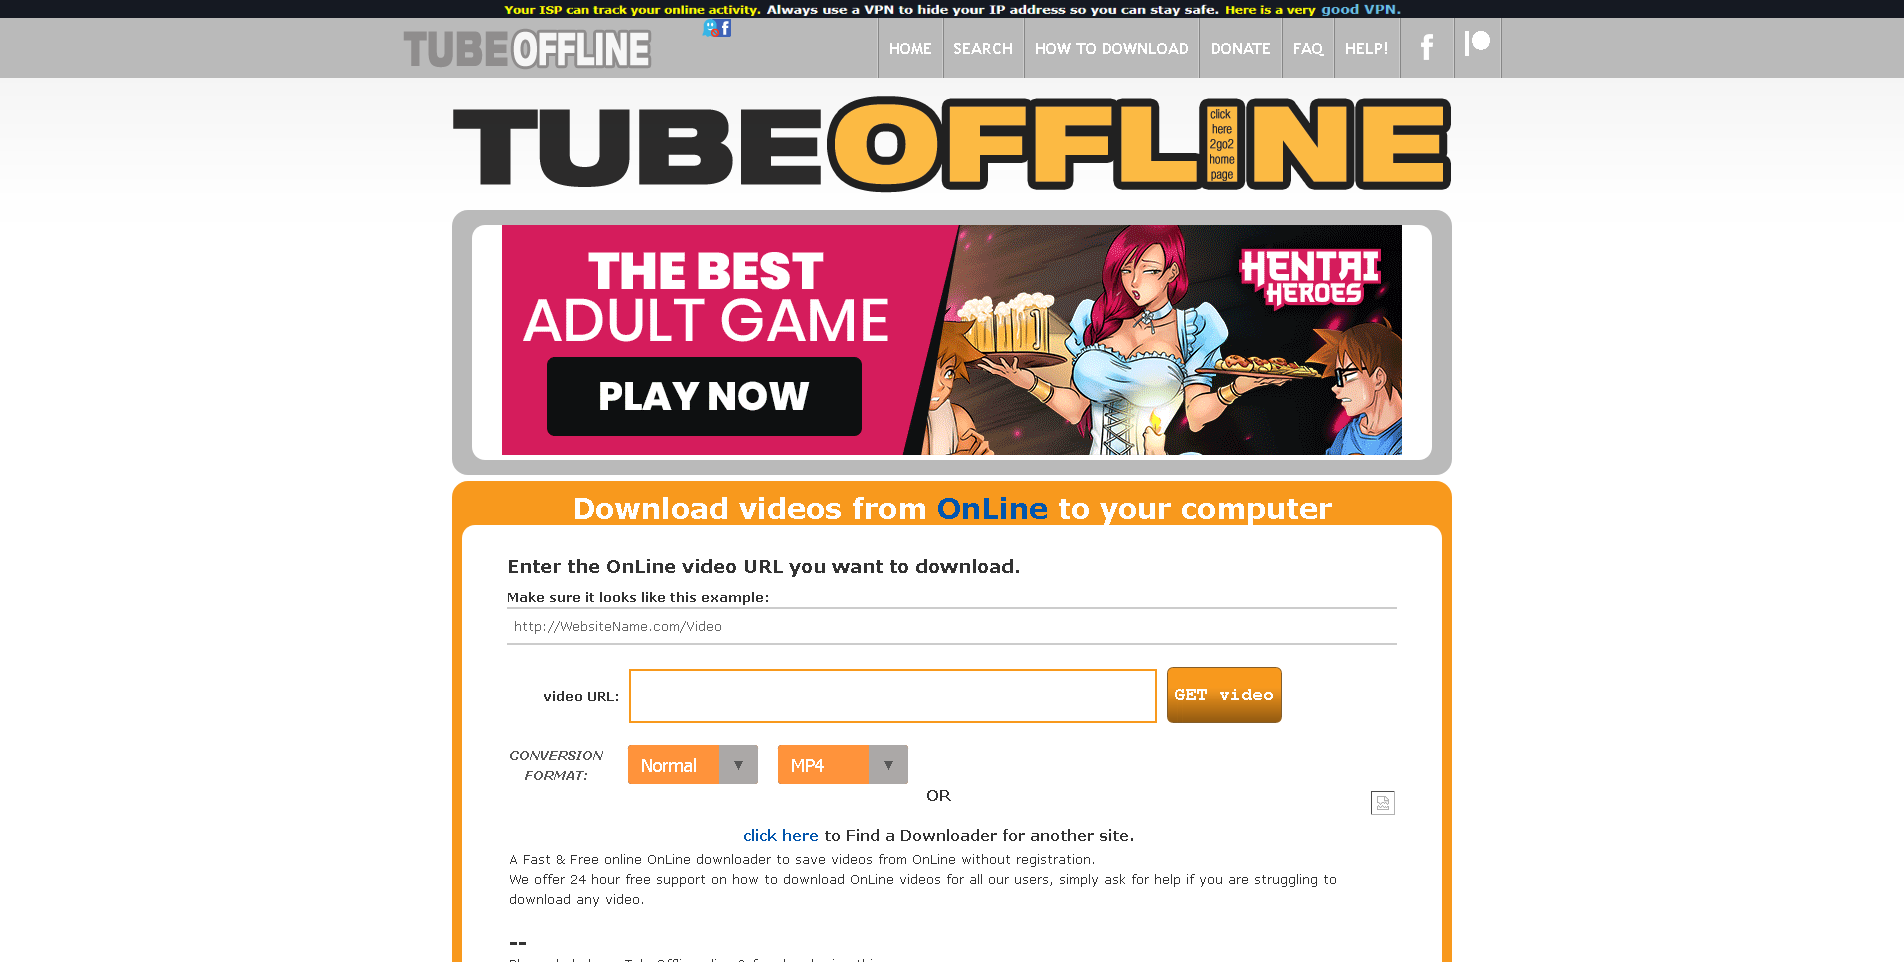 Your ISP can track your online activity. Always use a VPN to hide your IP address so you can stay safe. Here is a very good VPN.
TUBEOFFLINE
f
HOME
SEARCH
HOW TO DOWNLOAD
DONATE
FAQ
HELP!
f
TUBEOFFLINE
click
here
2go2
home
page
THE BEST
ADULT GAME
PLAY NOW
HENTAI
HEROES
Download videos from OnLine to your computer
Enter the OnLine video URL you want to download.
Make sure it looks like this example:
http://WebsiteName.com/Video
video URL:
GET video
CONVERSION
FORMAT:
Normal ▼
MP4 ▼
OR
click here to Find a Downloader for another site.
A Fast & Free online OnLine downloader to save videos from OnLine without registration.
We offer 24 hour free support on how to download OnLine videos for all our users, simply ask for help if you are struggling to
download any video.
--